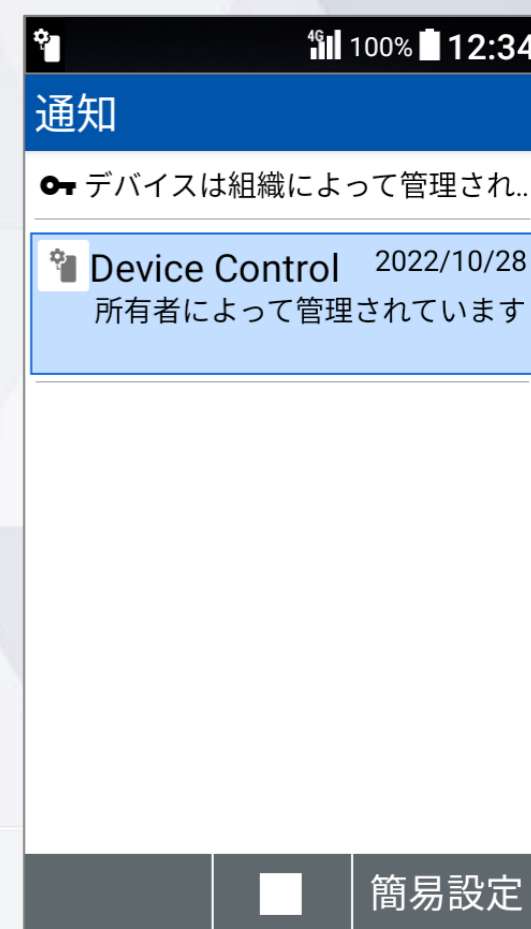 4G 100% 12:34
通知
デバイスは組織によって管理され..
Device Control 2022/10/28
所有者によって管理されています
簡易設定